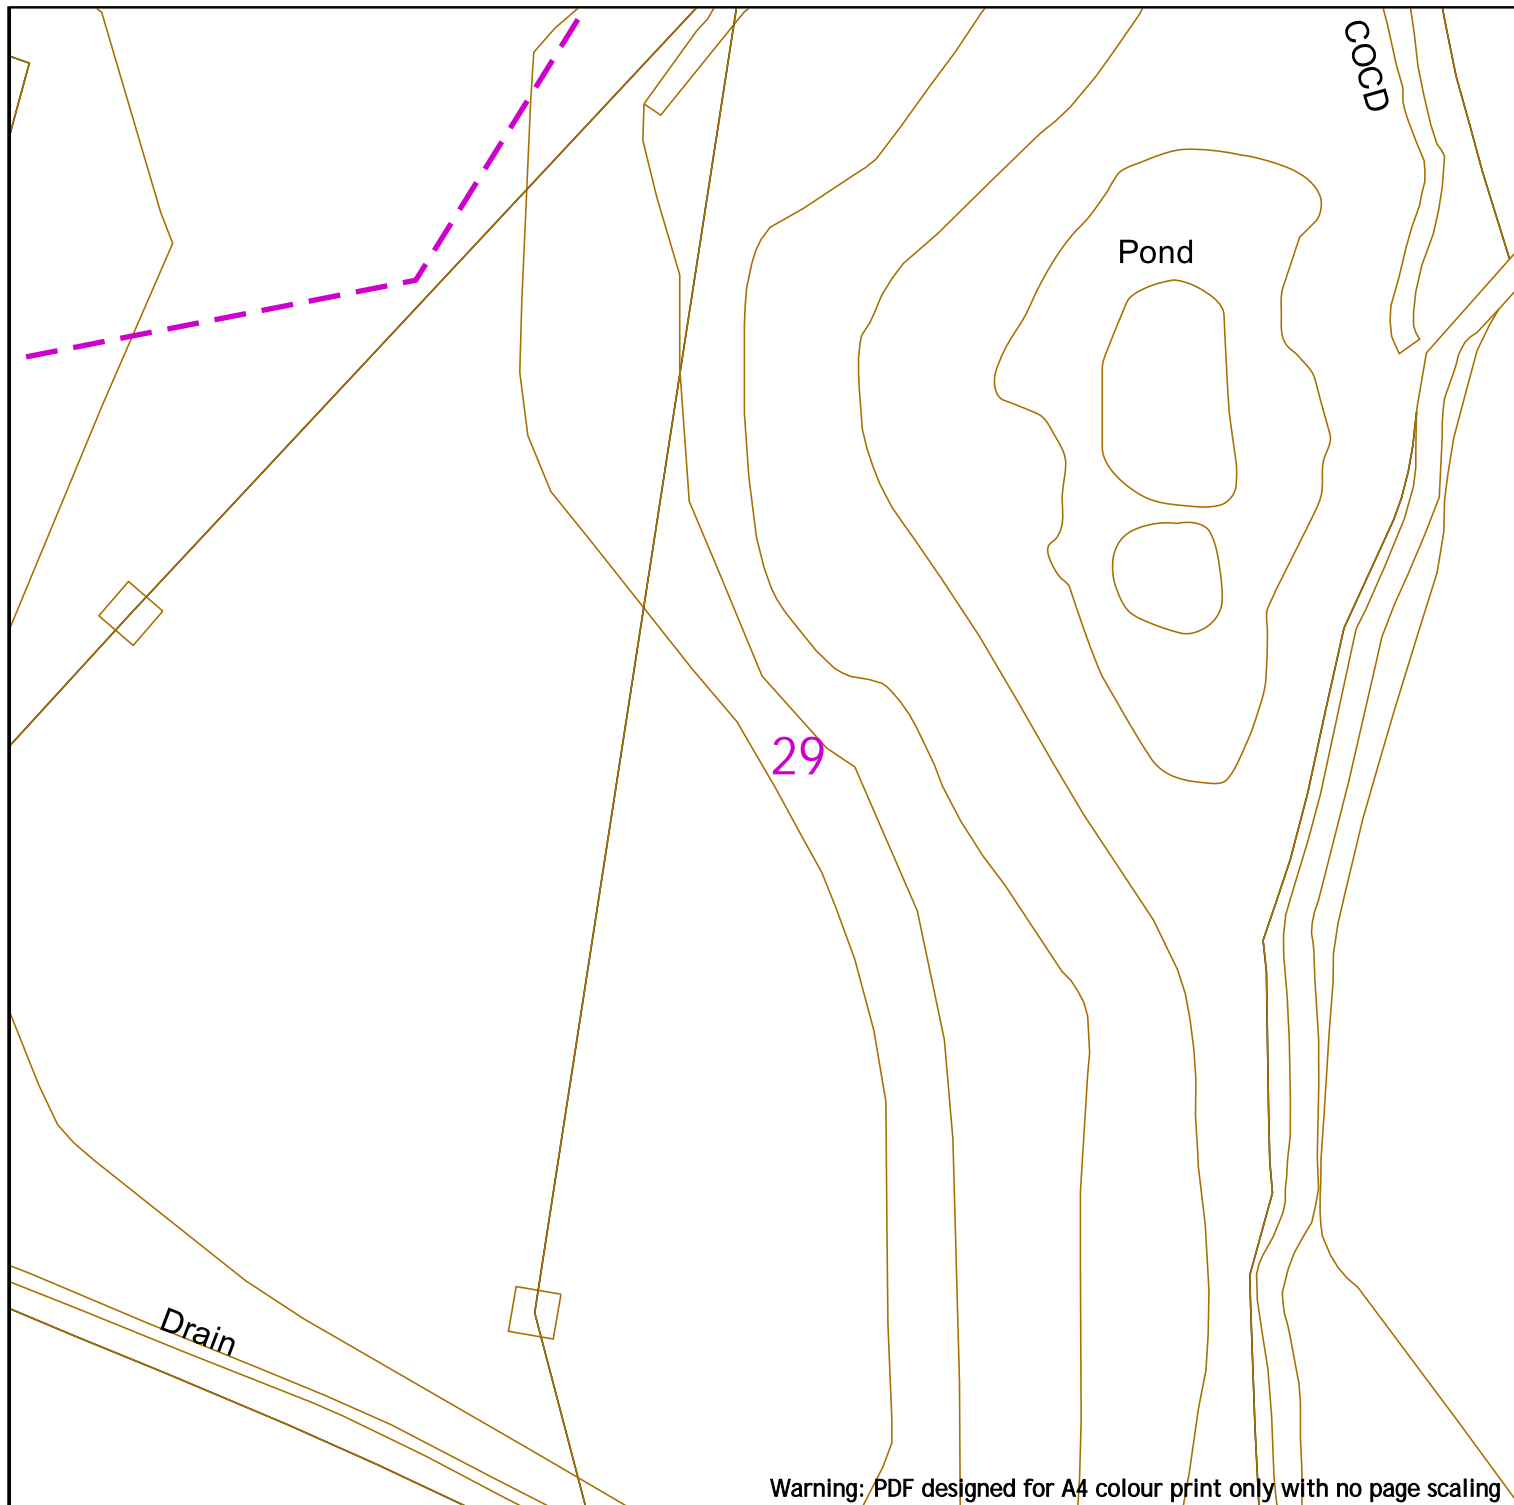 COCD
Pond
29
Drain
Warning: PDF designed for A4 colour print only with no page scaling